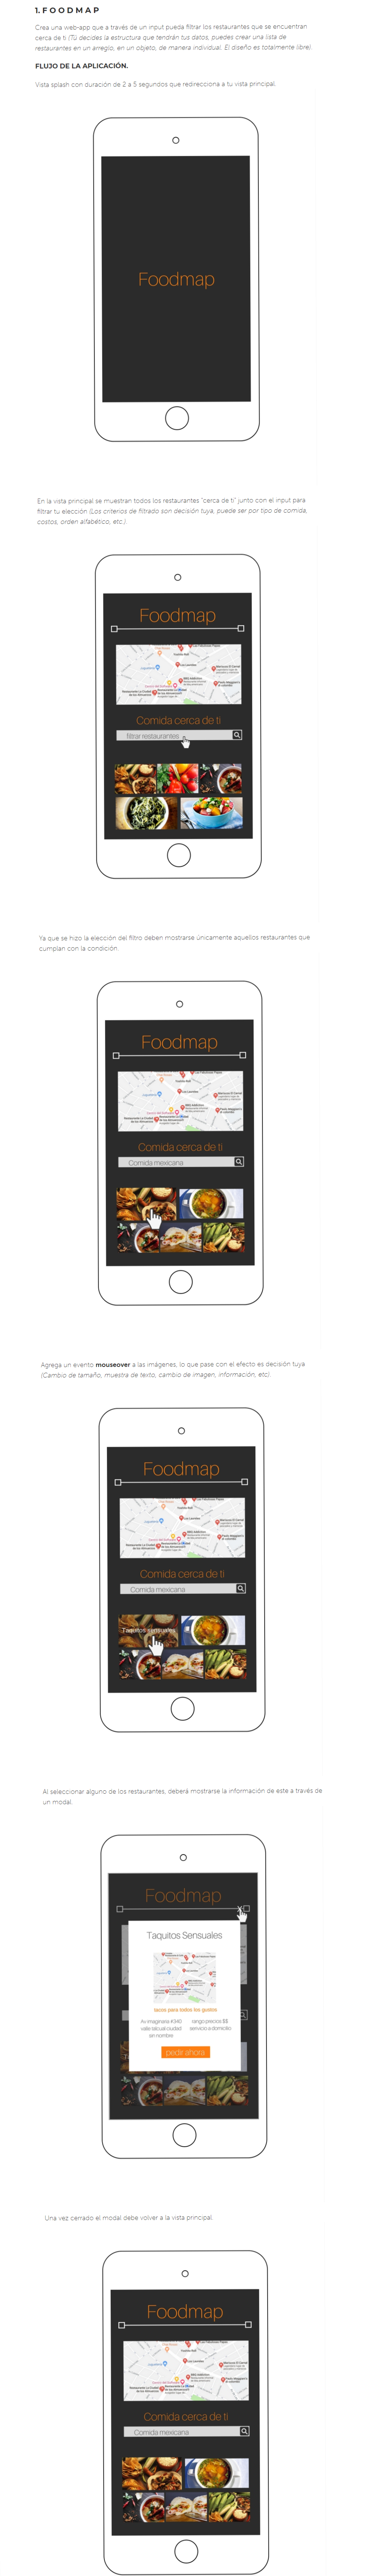 1. FOODMAP
Crea una web-app que a través de un input pueda filtrar los restaurantes que se encuentran
cerca de ti (Tú decides la estructura que tendrán tus datos, puedes crear una lista de
restaurantes en un arreglo, en un objeto, de manera individual. El diseño es totalmente libre)
FLUJO DE LA APLICACIÓN.
Vista splash con duración de 2 a 5 segundos que redirecciona a tu vista principal.
Foodmap
En la vista principal se muestran todos los restaurantes "cerca de ti" junto con el input para
filtrar tu elección (Los criterios de filtrado son decisión tuya, puede ser por tipo de comida,
costos, orden alfabético, etc.).
Foodmap
Comida cerca de ti
filtrar restaurantes
Ya que se hizo la elección del filtro deben mostrarse únicamente aquellos restaurantes que
cumplan con la condición.
Foodmap
Comida cerca de ti
Comida mexicana
Agrega un evento mouseover a las imágenes, lo que pase con el efecto es decisión tuya
(Cambio de tamaño, muestra de texto, cambio de imagen, información, etc).
Foodmap
Comida cerca de ti
Comida mexicana
Taquitos sensuales
Al seleccionar alguno de los restaurantes, deberá mostrarse la información de este a través de
un modal.
Foodmap
Taquitos Sensuales
tacos para todos los gustos
Av imaginaria #340 rango precios $$
valle tal cual ciudad servicio a domicilio
sin nombre
pedir ahora
Una vez cerrado el modal debe volver a la vista principal.
Foodmap
Comida cerca de ti
Comida mexicana